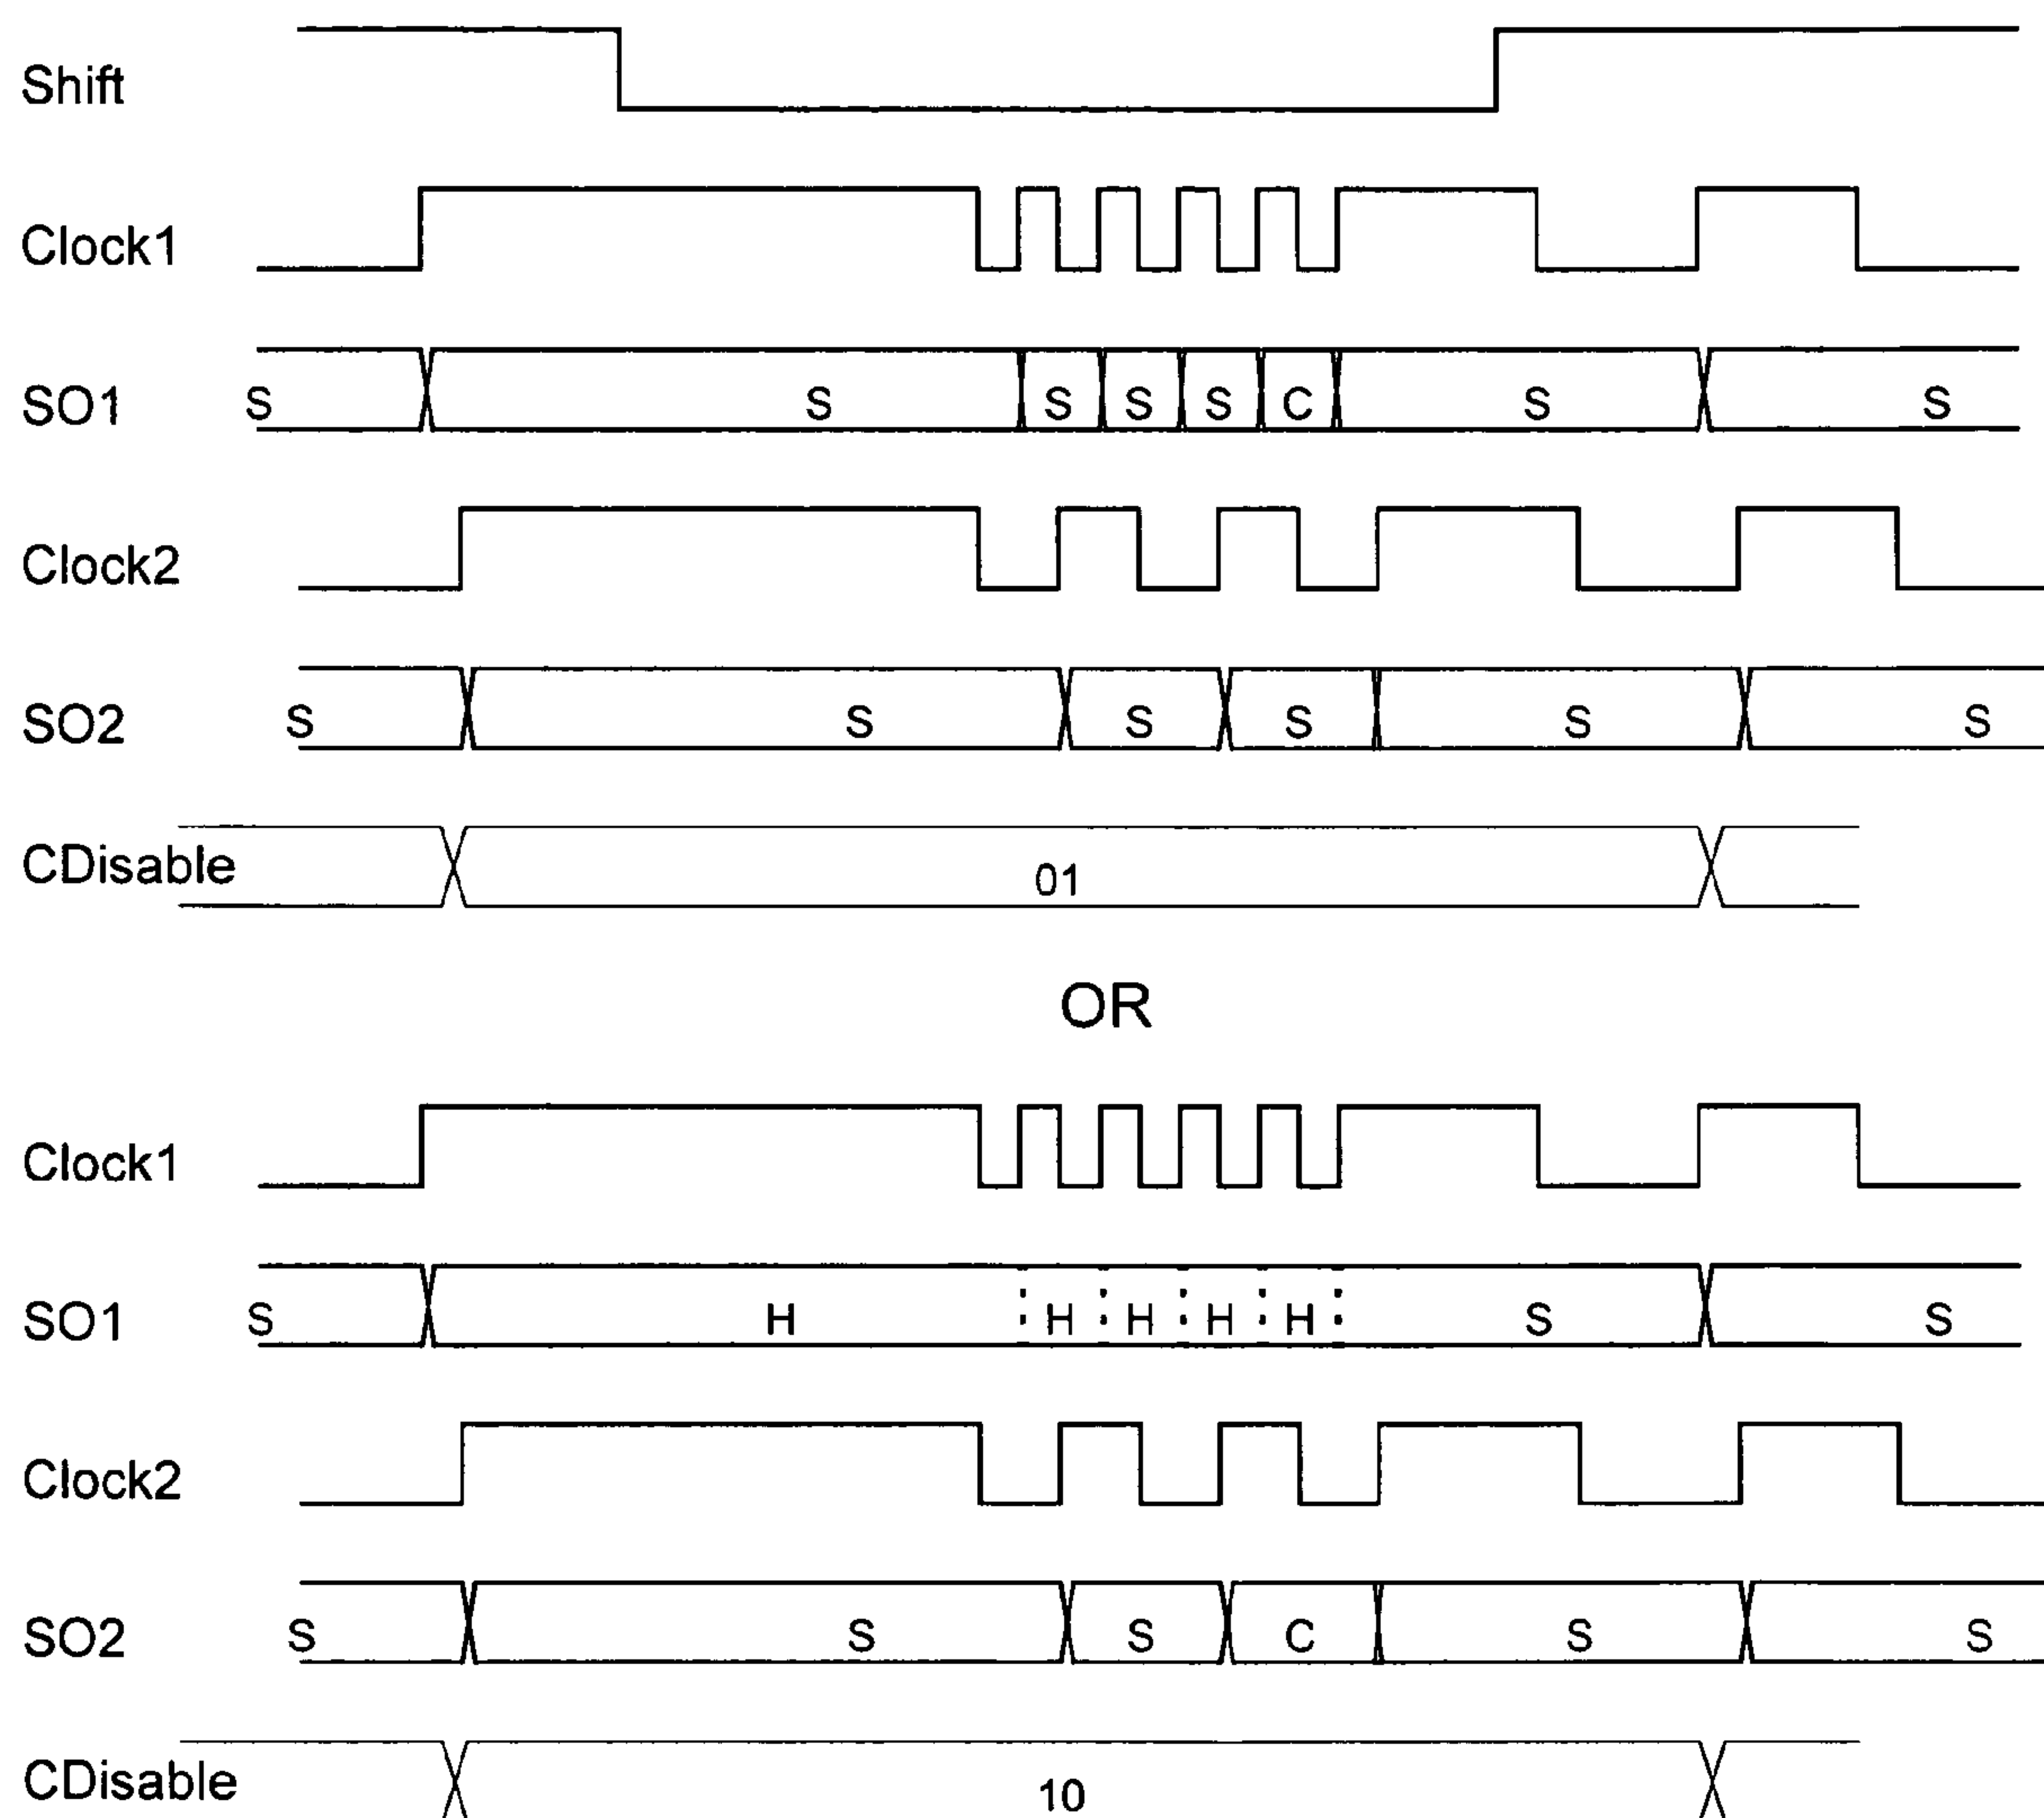 Shift
Clock1
SO1 S S S S S C S S
Clock2
SO2 S S S S S S
CDisable 01
OR
Clock1
SO1 S H H H H H S S
Clock2
SO2 S S S C S S
CDisable 10